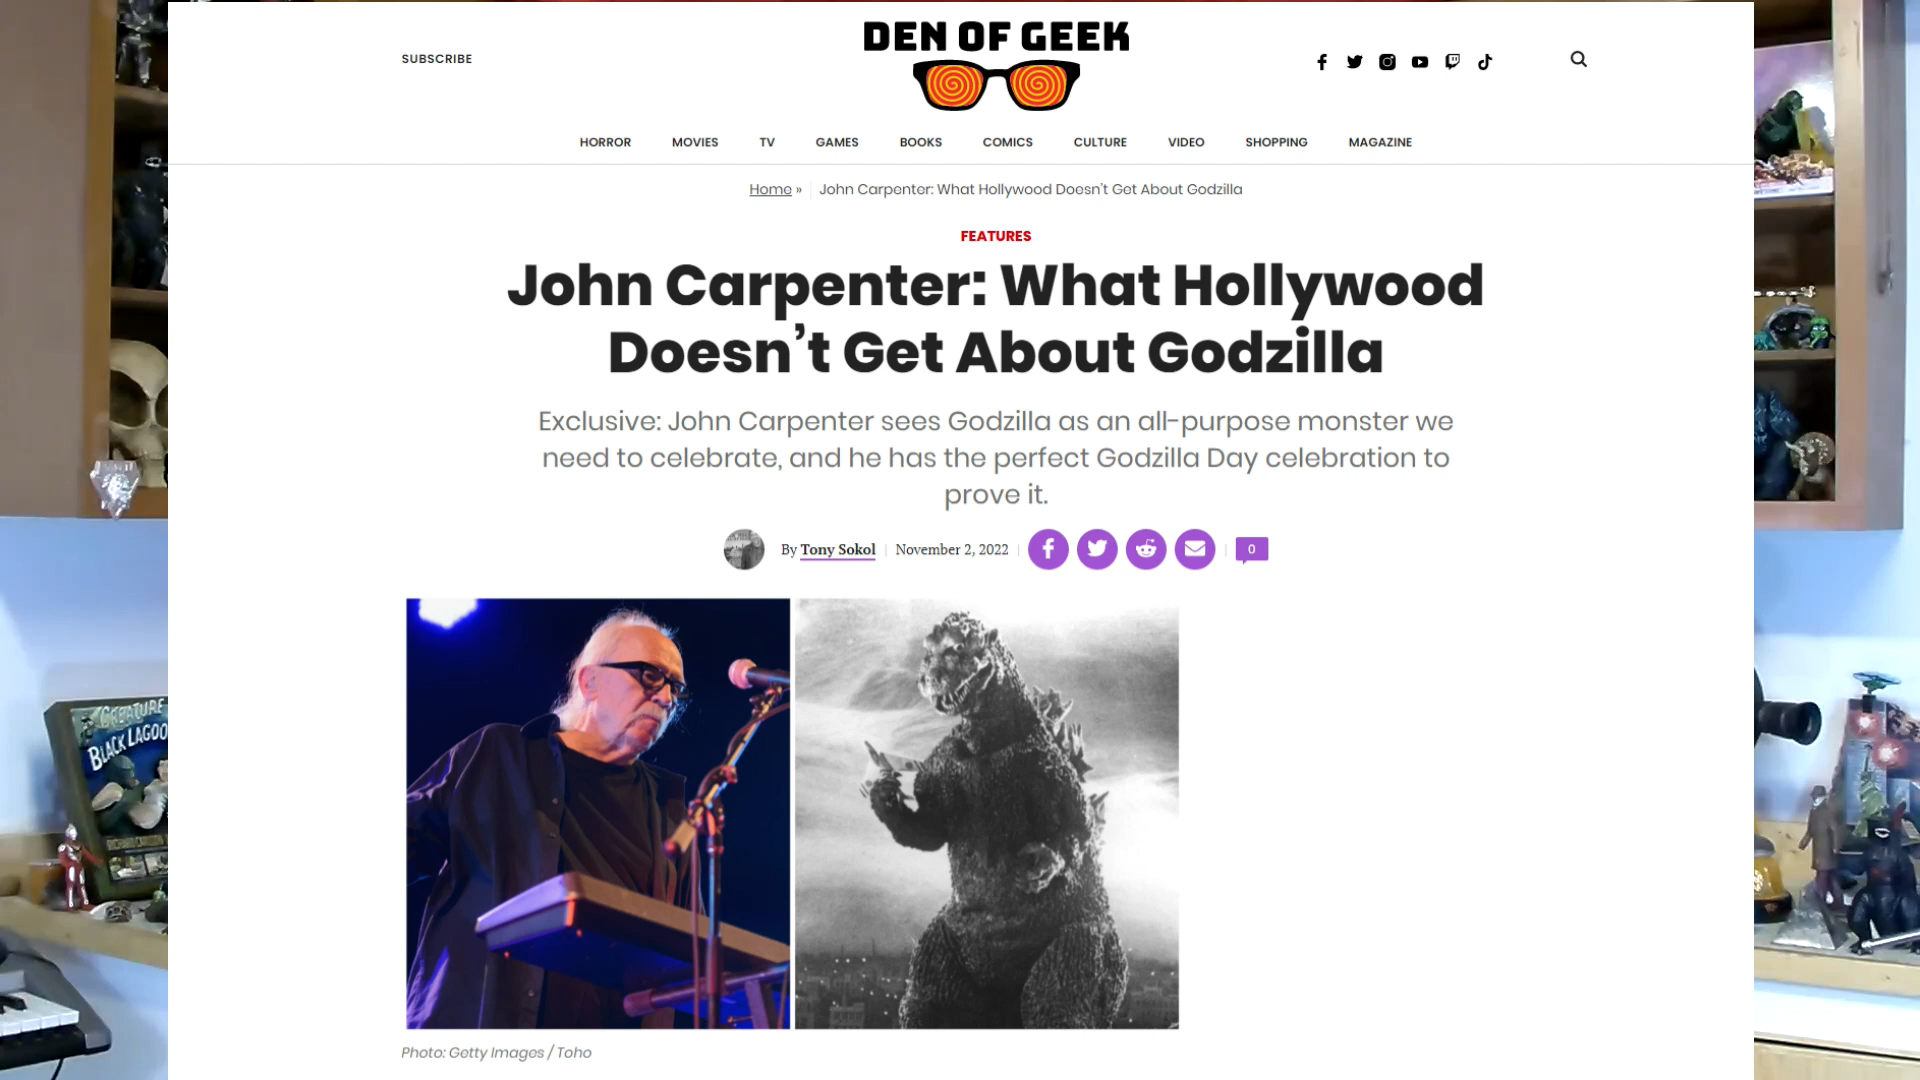 DEN OF GEEK
SUBSCRIBE
HORROR MOVIES TV GAMES BOOKS COMICS CULTURE VIDEO SHOPPING MAGAZINE
Home » John Carpenter: What Hollywood Doesn't Get About Godzilla
FEATURES
John Carpenter: What Hollywood
Doesn't Get About Godzilla
Exclusive: John Carpenter sees Godzilla as an all-purpose monster we
need to celebrate, and he has the perfect Godzilla Day celebration to
prove it.
By Tony Sokol November 2, 2022 0
Photo: Getty Images / Toho
CREATURE
BLACK LAGOO